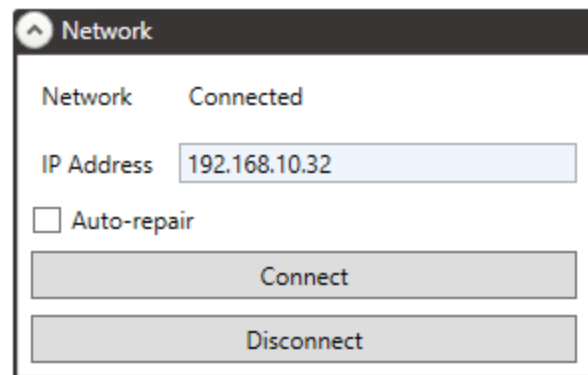 Network
Network Connected
IP Address 192.168.10.32
Auto-repair
Connect
Disconnect